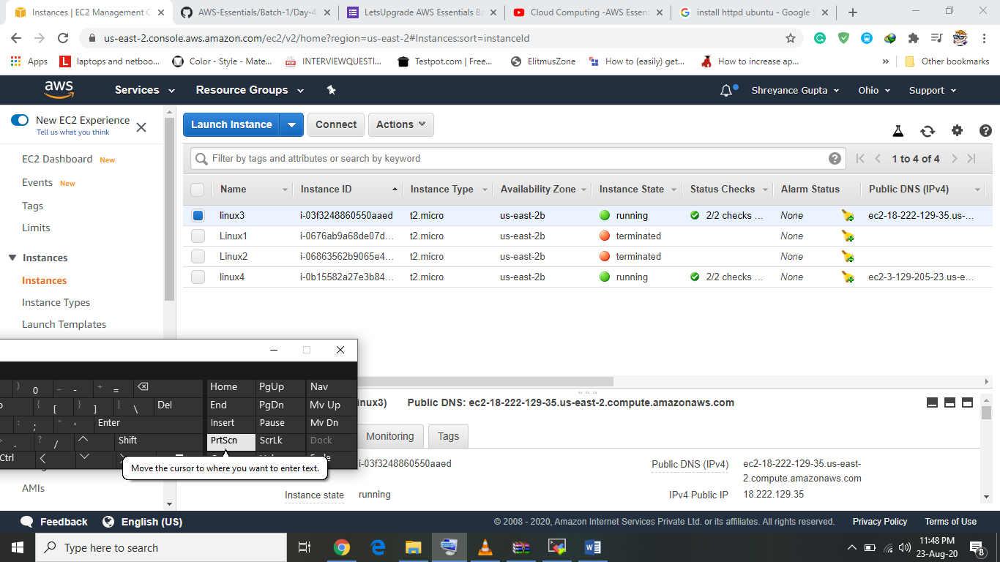 Instances | EC2 Management C
AWS-Essentials/Batch-1/Day-4
LetsUpgrade AWS Essentials Ba
Cloud Computing -AWS Essent
install httpd ubuntu - Google S
us-east-2.console.aws.amazon.com/ec2/v2/home?region=us-east-2#Instances:sort=instanceId
Apps
laptops and netboo...
Color - Style - Mate...
INTERVIEWQUESTI...
Testpot.com | Free...
ElitmusZone
How to (easily) get...
How to increase ap...
»
Other bookmarks
aws
Services
Resource Groups
Shreyance Gupta
Ohio
Support
New EC2 Experience
Tell us what you think
EC2 Dashboard New
Events New
Tags
Limits
Instances
Instances
Instance Types
Launch Templates
AMIs
Launch Instance
Connect
Actions
Filter by tags and attributes or search by keyword
1 to 4 of 4
Name Instance ID Instance Type Availability Zone Instance State Status Checks Alarm Status Public DNS (IPv4)
linux3 i-03f3248860550aaed t2.micro us-east-2b running 2/2 checks ... None ec2-18-222-129-35.us-...
Linux1 i-0676ab9a68de07d... t2.micro us-east-2b terminated None
Linux2 i-06863562b9065e4... t2.micro us-east-2b terminated None
linux4 i-0b15582a27e3b84... t2.micro us-east-2b running 2/2 checks ... None ec2-3-129-205-23.us-e...
inux3) Public DNS: ec2-18-222-129-35.us-east-2.compute.amazonaws.com
Monitoring
Tags
i-03f3248860550aaed
Instance state running
Public DNS (IPv4) ec2-18-222-129-35.us-east-
2.compute.amazonaws.com
IPv4 Public IP 18.222.129.35
) 0 _ - + = Home PgUp Nav
{ [ } ] | \ Del End PgDn Mv Up
: ; " ' Enter Insert Pause Mv Dn
> . ? / Shift PrtScn ScrLk Dock
Ctrl
Move the cursor to where you want to enter text.
Feedback
English (US)
© 2008 - 2020, Amazon Internet Services Private Ltd. or its affiliates. All rights reserved.
Privacy Policy
Terms of Use
Type here to search
11:48 PM
23-Aug-20
8